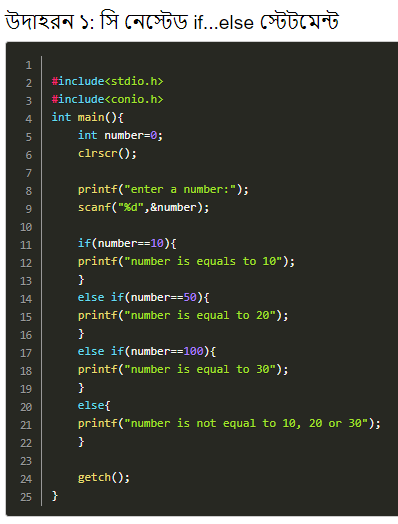 উদাহরন ১: সি নেস্টেড if...else স্টেটমেন্ট
1
2 #include<stdio.h>
3 #include<conio.h>
4 int main(){
5 int number=0;
6 clrscr();
7
8 printf("enter a number:");
9 scanf("%d",&number);
10
11 if(number==10){
12 printf("number is equals to 10");
13 }
14 else if(number==50){
15 printf("number is equal to 20");
16 }
17 else if(number==100){
18 printf("number is equal to 30");
19 }
20 else{
21 printf("number is not equal to 10, 20 or 30");
22 }
23
24 getch();
25 }